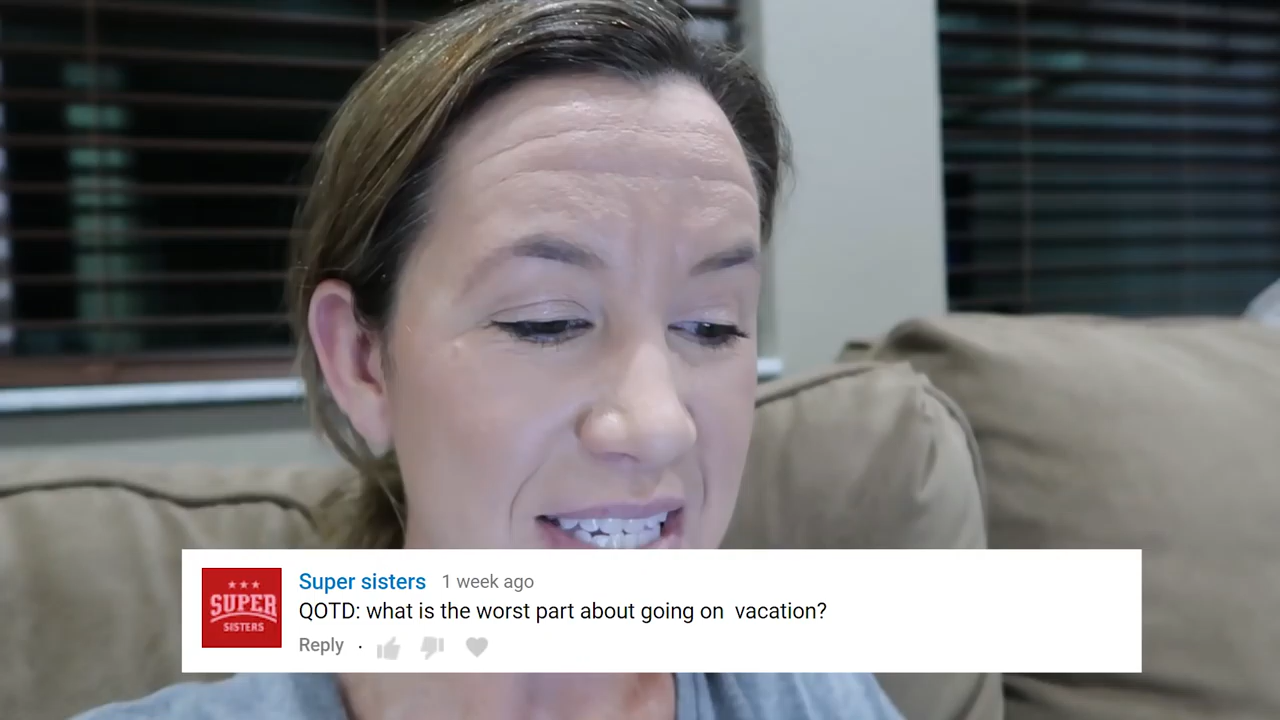 ★★★
SUPER
SISTERS
Super sisters 1 week ago
QOTD: what is the worst part about going on  vacation?
Reply ·